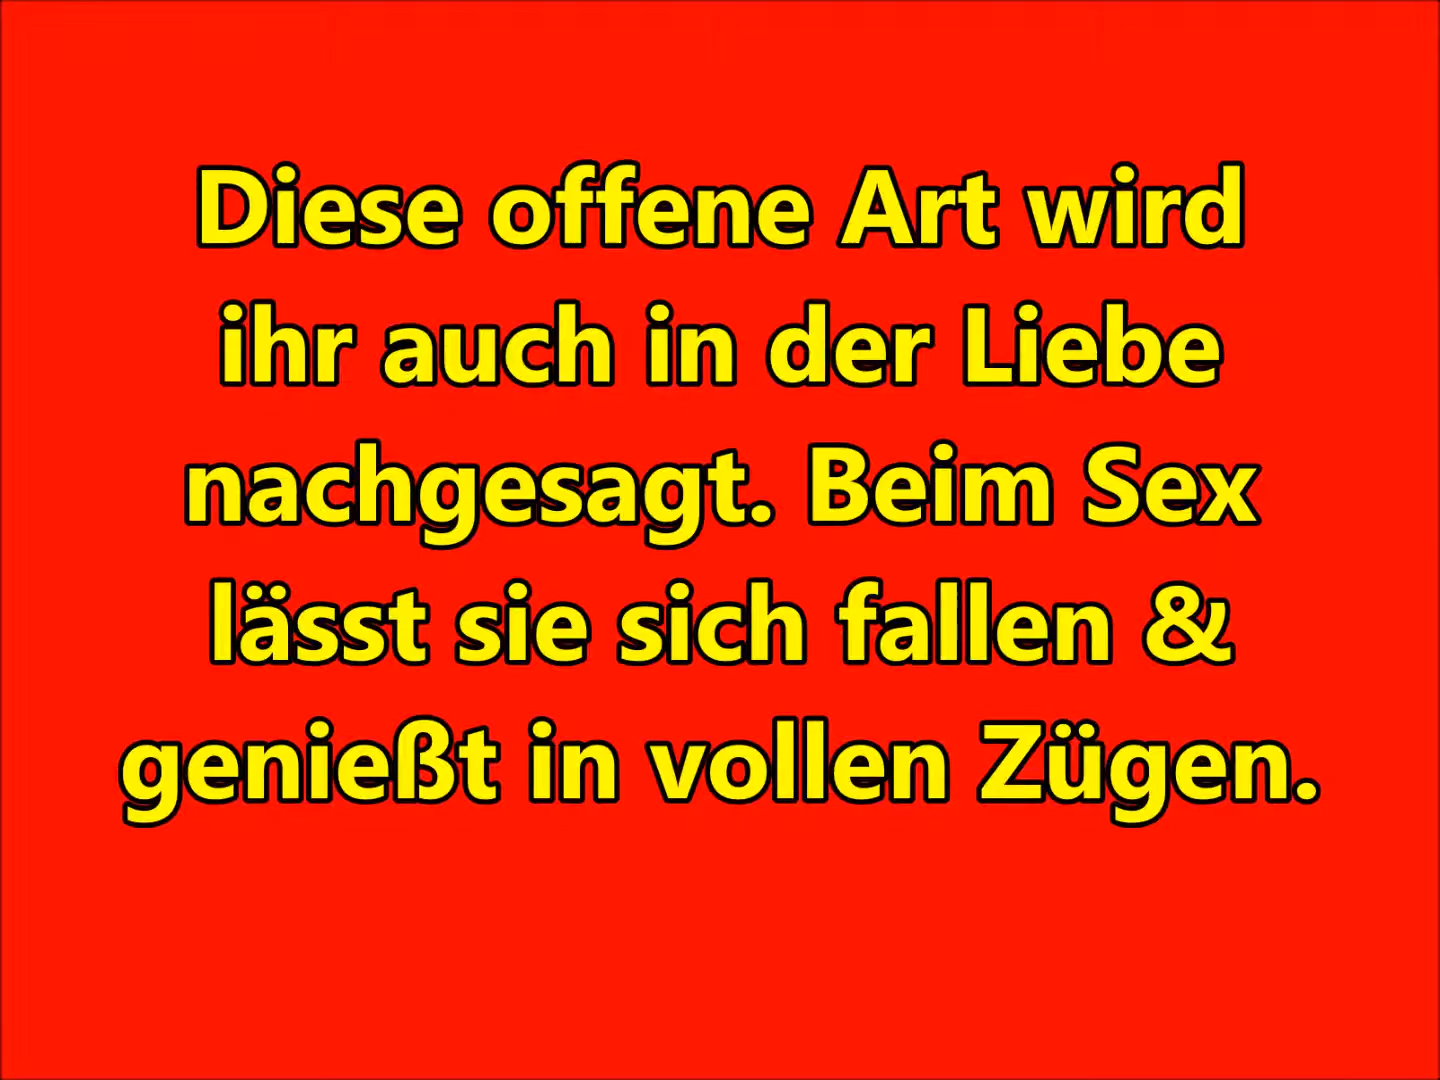 Diese offene Art wird
ihr auch in der Liebe
nachgesagt. Beim Sex
lässt sie sich fallen &
genießt in vollen Zügen.